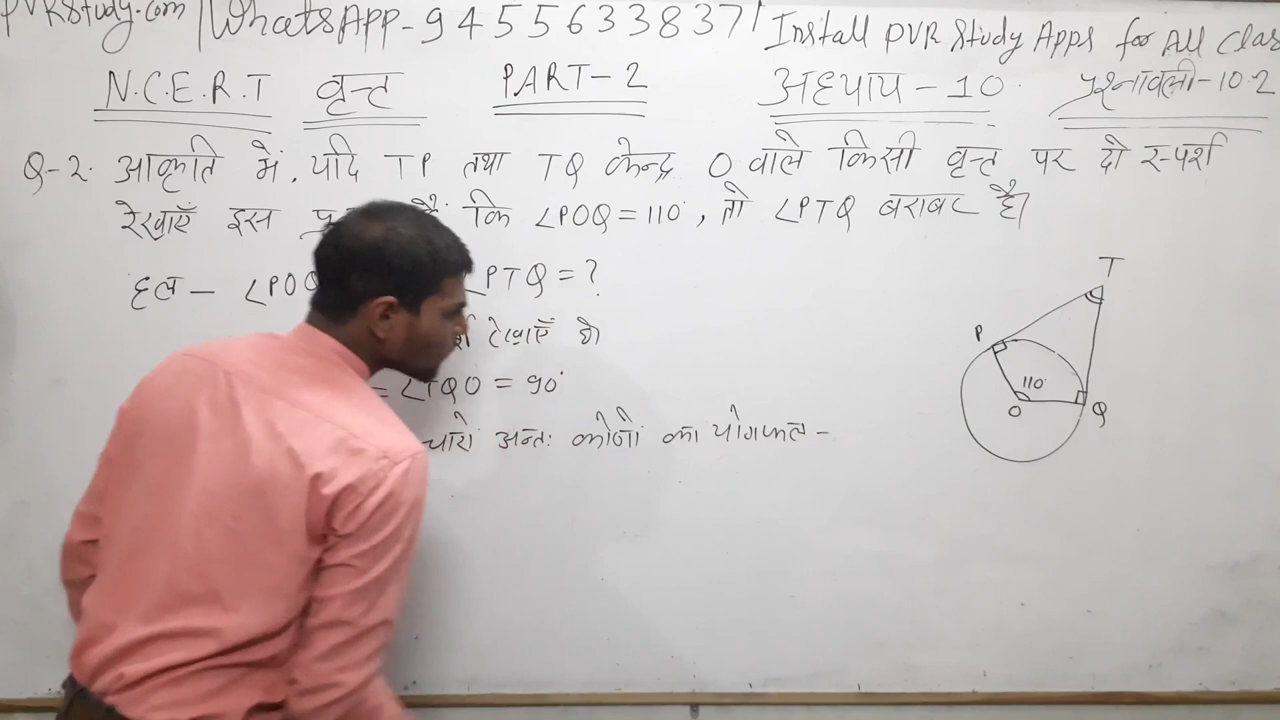 PVRStudy.com | WhatsApp-9455633837 | Install PVR Study Apps for All Clas
N.C.E.R.T वृत्त PART-2 अध्याय-10 प्रश्नावली-10.2
Q-2. आकृति में, यदि TP तथा TQ केन्द्र O वाले किसी वृत्त पर दो स्पर्श
रेखाएँ इस कि ∠POQ=110°, तो ∠PTQ बराबर है।
हल- ∠POQ ∠PTQ=?
रेखाएँ है।
= ∠TQO = 90°
चारों अन्तः कोणों का योगफल -
T
P
110°
O
Q